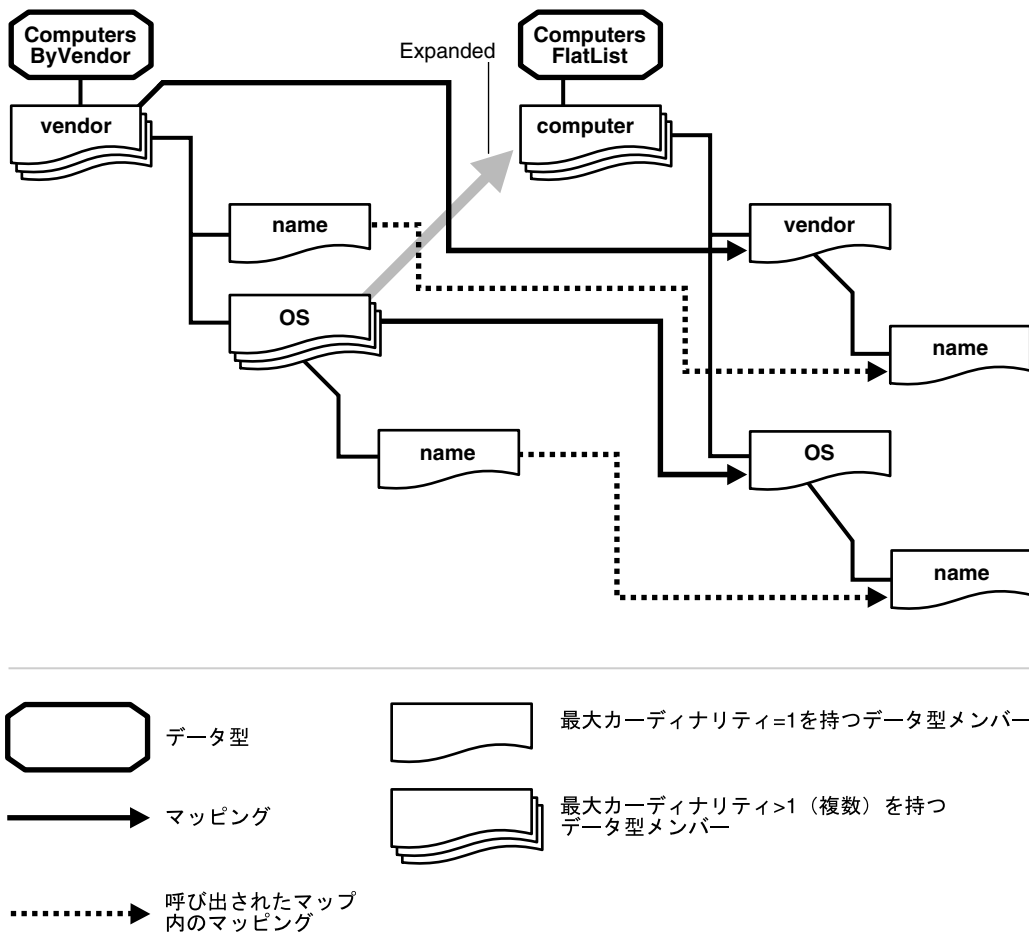 Computers
ByVendor
Expanded
Computers
FlatList
vendor
computer
name
vendor
OS
name
name
OS
name
データ型
最大カーディナリティ=1を持つデータ型メンバー
マッピング
最大カーディナリティ>1（複数）を持つ
データ型メンバー
呼び出されたマップ
内のマッピング